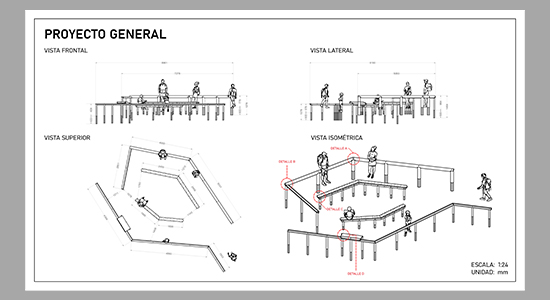 PROYECTO GENERAL
VISTA FRONTAL
VISTA LATERAL
VISTA SUPERIOR
VISTA ISOMÉTRICA
DETALLE A
DETALLE B
DETALLE C
DETALLE D
ESCALA: 1:24
UNIDAD: mm